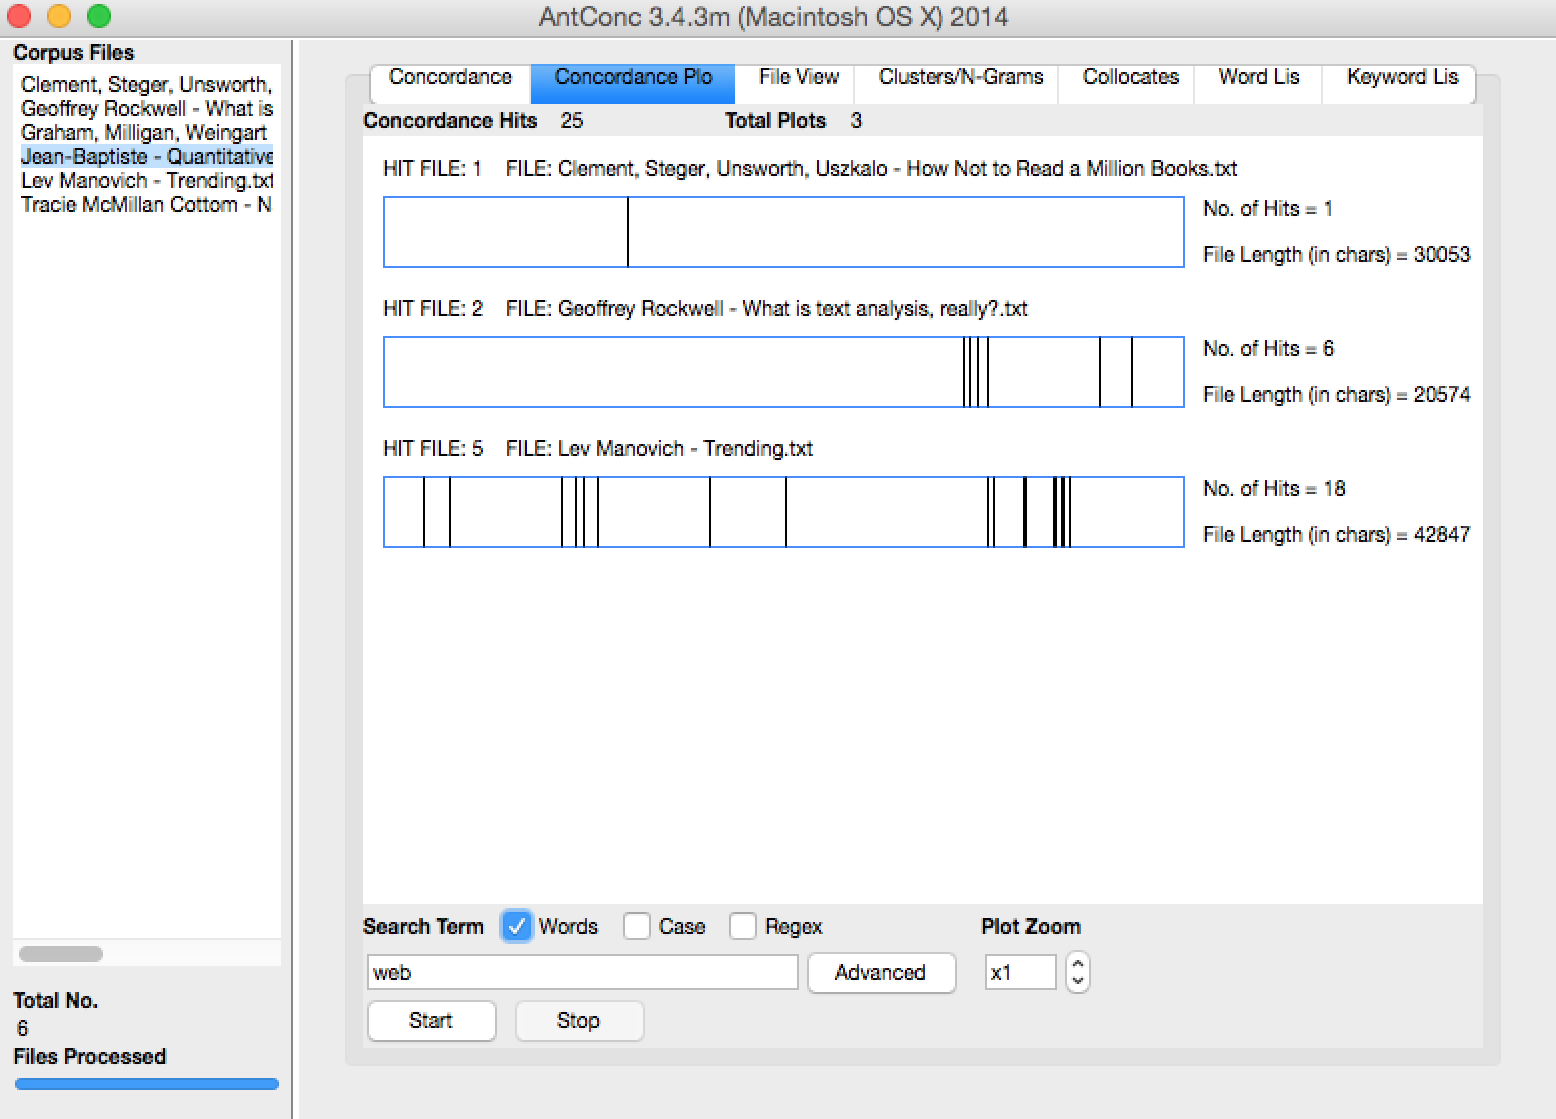 AntConc 3.4.3m (Macintosh OS X) 2014
Corpus Files
Clement, Steger, Unsworth,
Geoffrey Rockwell - What is
Graham, Milligan, Weingart
Jean-Baptiste - Quantitative
Lev Manovich - Trending.txt
Tracie McMillan Cottom - N
Total No.
6
Files Processed
Concordance Concordance Plo File View Clusters/N-Grams Collocates Word Lis Keyword Lis
Concordance Hits 25 Total Plots 3
HIT FILE: 1 FILE: Clement, Steger, Unsworth, Uszkalo - How Not to Read a Million Books.txt
No. of Hits = 1
File Length (in chars) = 30053
HIT FILE: 2 FILE: Geoffrey Rockwell - What is text analysis, really?.txt
No. of Hits = 6
File Length (in chars) = 20574
HIT FILE: 5 FILE: Lev Manovich - Trending.txt
No. of Hits = 18
File Length (in chars) = 42847
Search Term Words Case Regex Plot Zoom
web Advanced x1
Start Stop